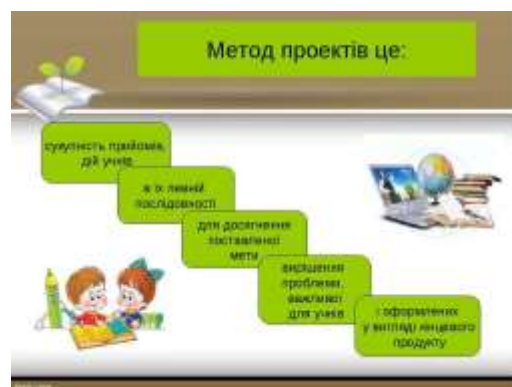 Метод проектів це:
сукупність прийомів,
дій учнів
в їх певній
послідовності
для досягнення
поставленої
мети
вирішення
проблеми,
важливої
для учнів
і оформлених
у вигляді кінцевого
продукту